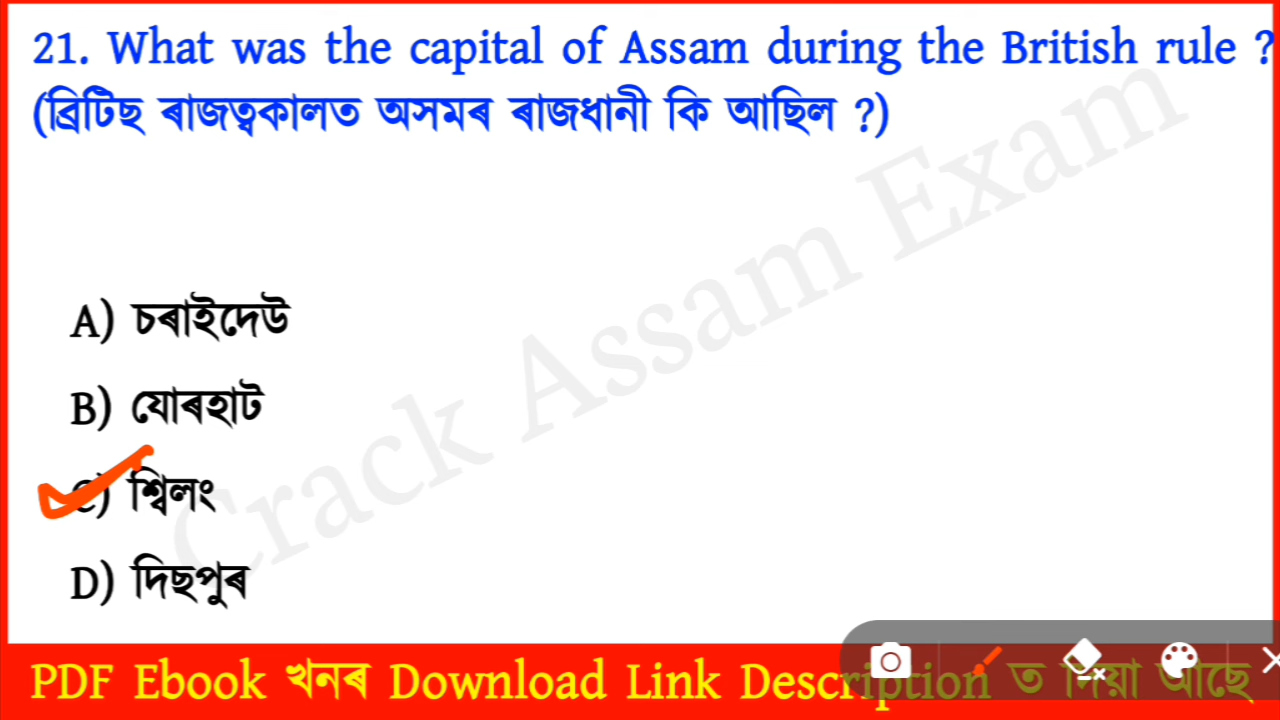 21. What was the capital of Assam during the British rule ?
(ব্ৰিটিছ ৰাজত্বকালত অসমৰ ৰাজধানী কি আছিল ?)
A) চৰাইদেউ
B) যোৰহাট
C) শ্বিলং
D) দিছপুৰ
Crack Assam Exam
PDF Ebook খনৰ Download Link Description ত দিয়া আছে